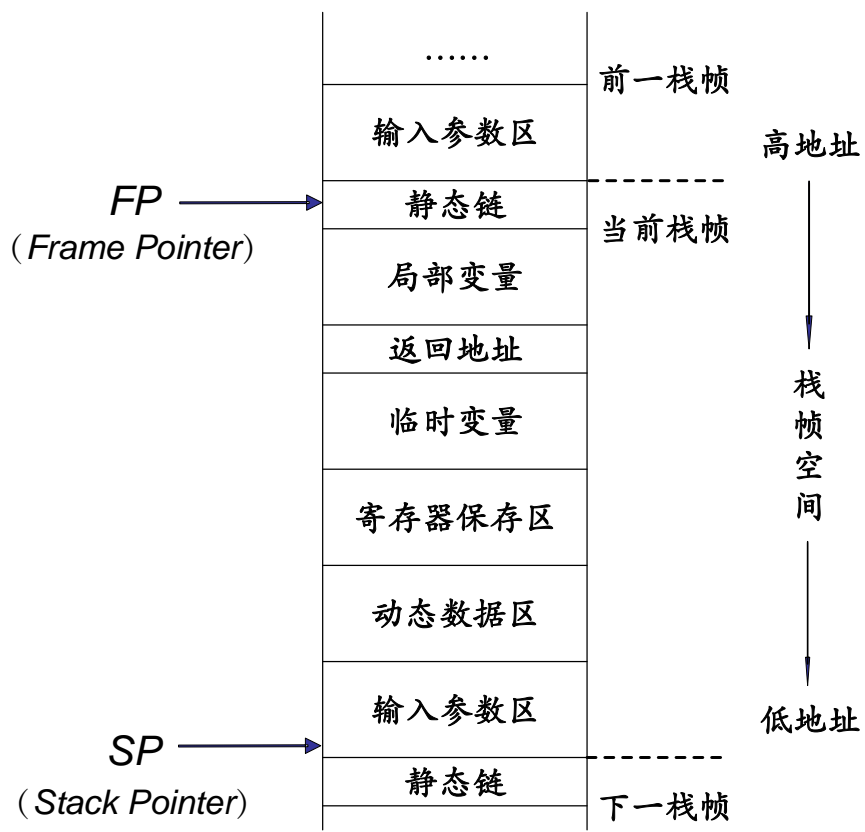 ……
前一栈帧
输入参数区
高地址
FP
静态链
当前栈帧
（Frame Pointer）
局部变量
返回地址
栈帧空间
临时变量
寄存器保存区
动态数据区
输入参数区
低地址
SP
静态链
（Stack Pointer）
下一栈帧